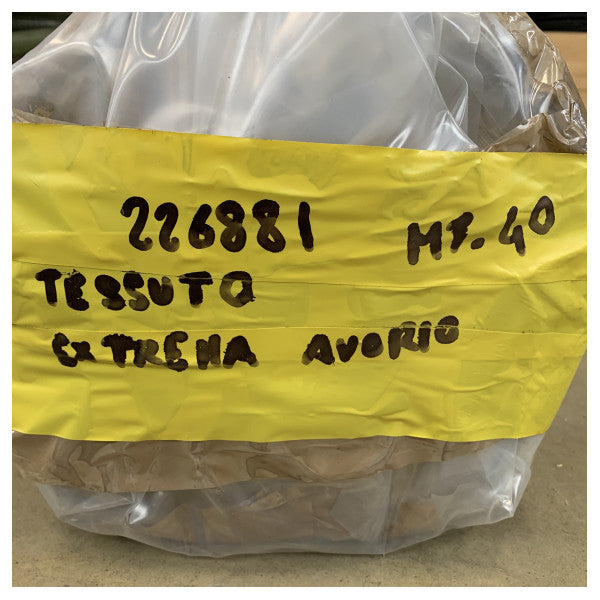 226881 MT. 40
TESSUTO
EXTREMA AVORIO